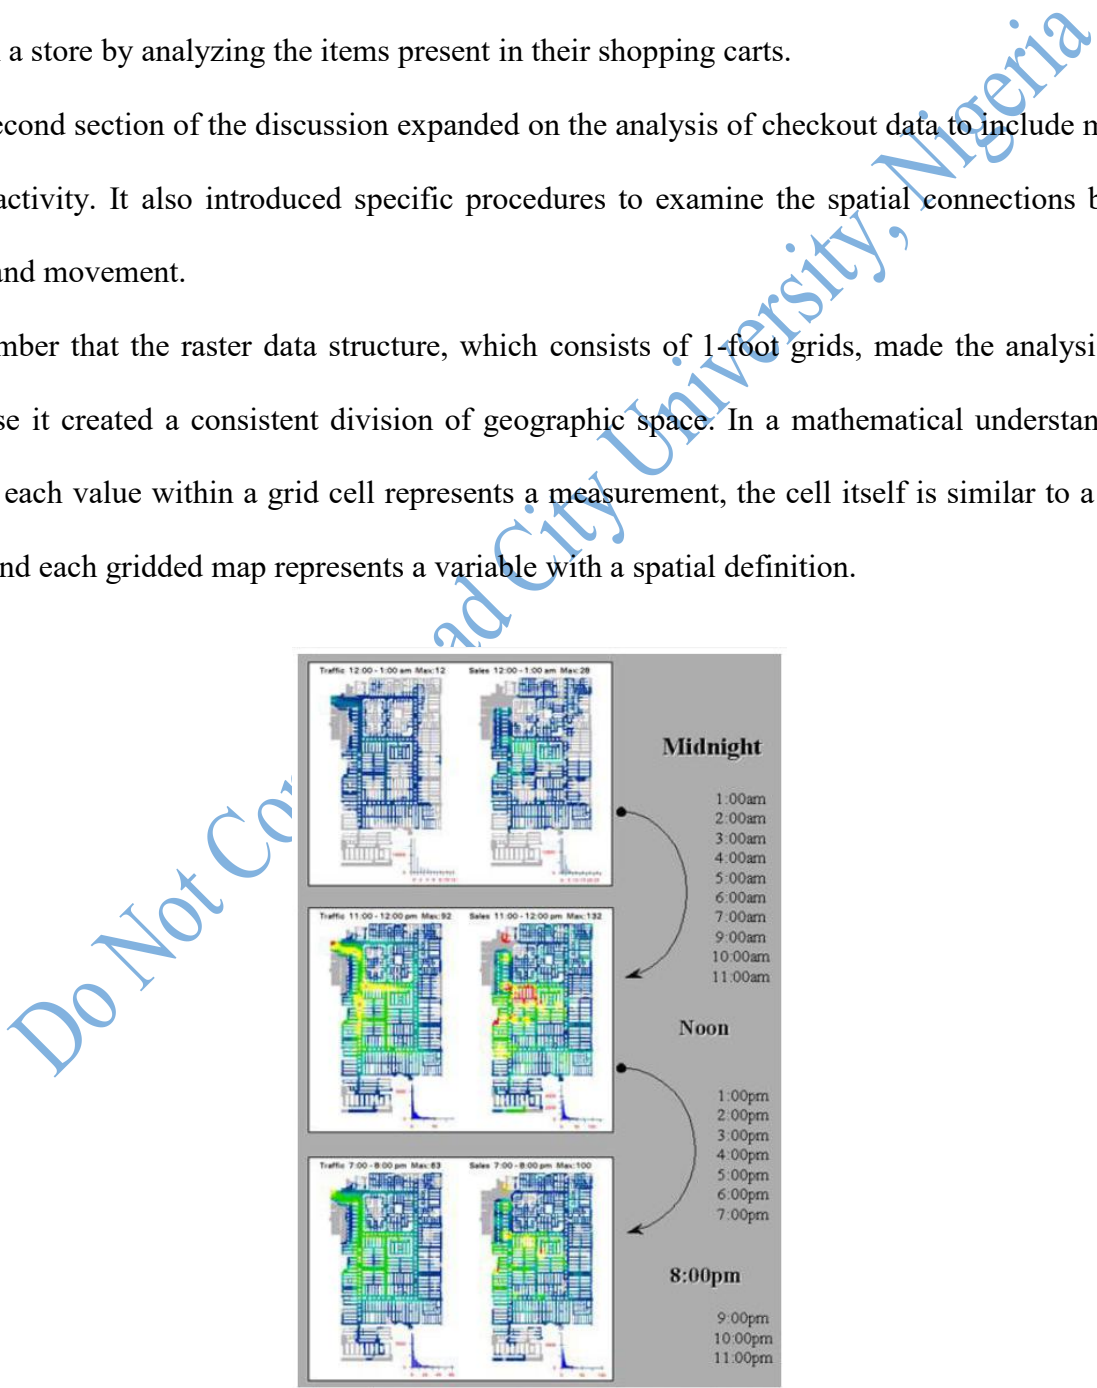 a store by analyzing the items present in their shopping carts.
econd section of the discussion expanded on the analysis of checkout data to include m
activity. It also introduced specific procedures to examine the spatial connections b
and movement.
mber that the raster data structure, which consists of 1-foot grids, made the analysi
se it created a consistent division of geographic space. In a mathematical understan
each value within a grid cell represents a measurement, the cell itself is similar to a
nd each gridded map represents a variable with a spatial definition.
Do Not Co
ad City University, Nigeria
Traffic 12:00 - 1:00 am Max:12 Sales 12:00 - 1:00 am Max:28
Midnight
1:00am
2:00am
3:00am
4:00am
5:00am
6:00am
7:00am
9:00am
10:00am
11:00am
Traffic 11:00 - 12:00 pm Max:92 Sales 11:00 - 12:00 pm Max:132
Noon
1:00pm
2:00pm
3:00pm
4:00pm
5:00pm
6:00pm
7:00pm
Traffic 7:00 - 8:00 pm Max:83 Sales 7:00 - 8:00 pm Max:100
8:00pm
9:00pm
10:00pm
11:00pm